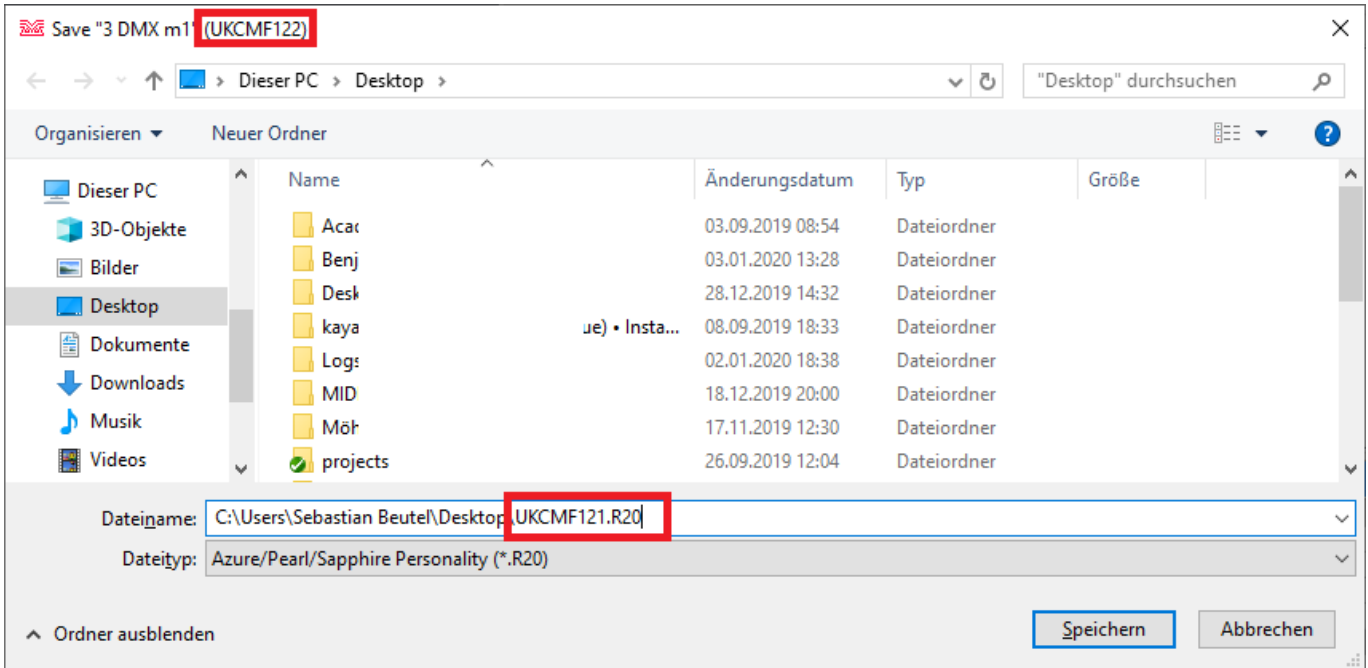 Save "3 DMX m1" (UKCMF122)
Dieser PC > Desktop > "Desktop" durchsuchen
Organisieren Neuer Ordner ?
Name Änderungsdatum Typ Größe
Dieser PC
3D-Objekte
Bilder
Desktop
Dokumente
Downloads
Musik
Videos
Acac 03.09.2019 08:54 Dateiordner
Benj 03.01.2020 13:28 Dateiordner
Desk 28.12.2019 14:32 Dateiordner
kaya ue) • Insta... 08.09.2019 18:33 Dateiordner
Logs 02.01.2020 18:38 Dateiordner
MID 18.12.2019 20:00 Dateiordner
Möh 17.11.2019 12:30 Dateiordner
projects 26.09.2019 12:04 Dateiordner
Dateiname: C:\Users\Sebastian Beutel\Desktop\UKCMF121.R20
Dateityp: Azure/Pearl/Sapphire Personality (*.R20)
Ordner ausblenden Speichern Abbrechen